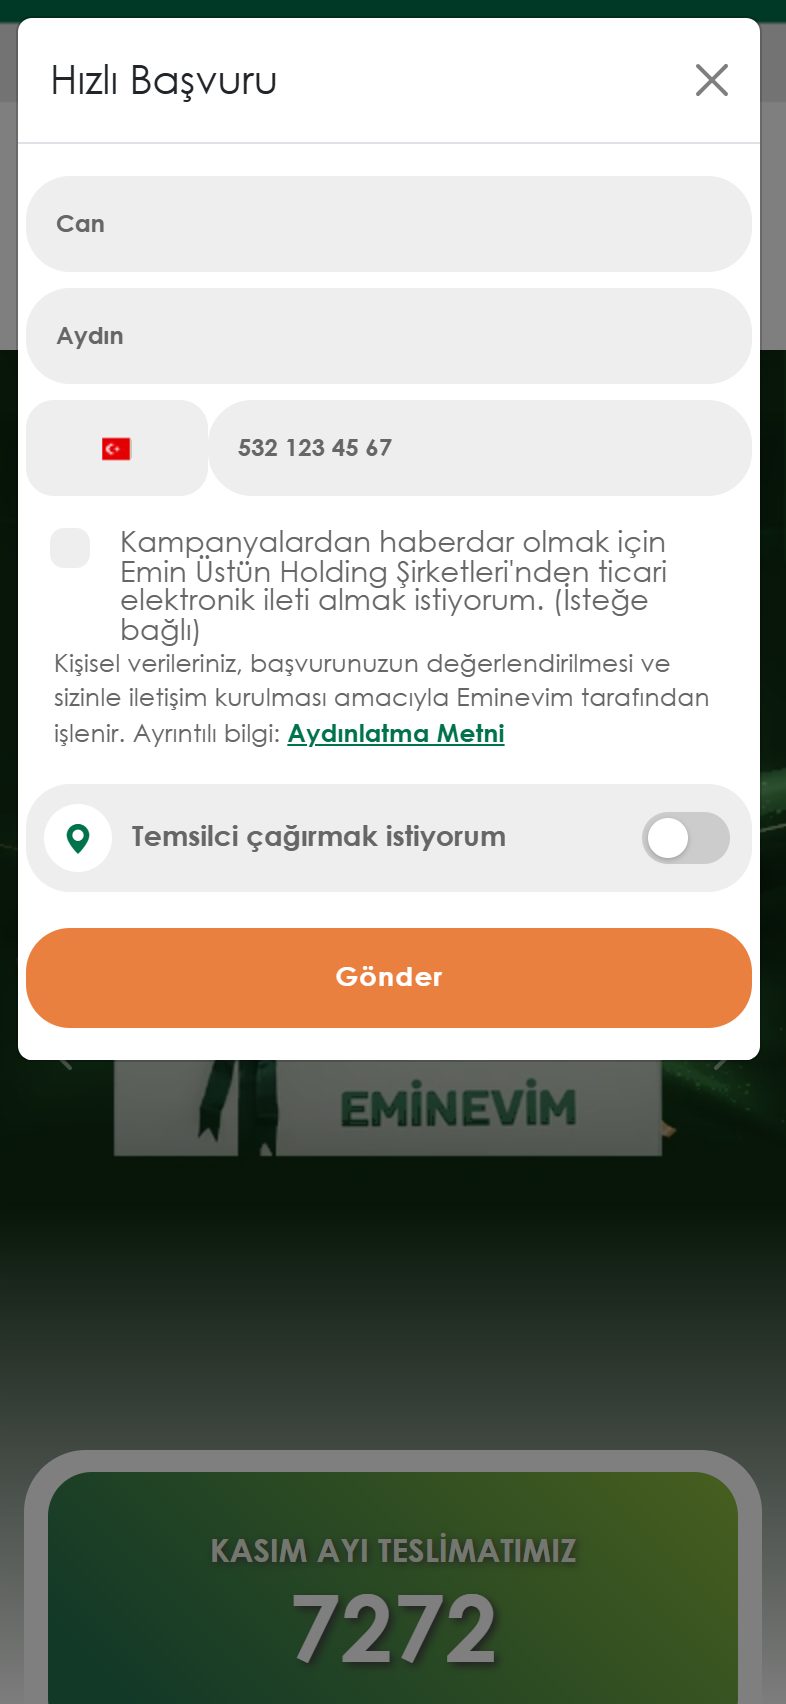 Hızlı Başvuru
Can
Aydın
532 123 45 67
Kampanyalardan haberdar olmak için
Emin Üstün Holding Şirketleri'nden ticari
elektronik ileti almak istiyorum. (İsteğe
bağlı)
Kişisel verileriniz, başvurunuzun değerlendirilmesi ve
sizinle iletişim kurulması amacıyla Eminevim tarafından
işlenir. Ayrıntılı bilgi: Aydınlatma Metni
Temsilci çağırmak istiyorum
Gönder
EMİNEVİM
KASIM AYI TESLİMATIMIZ
7272